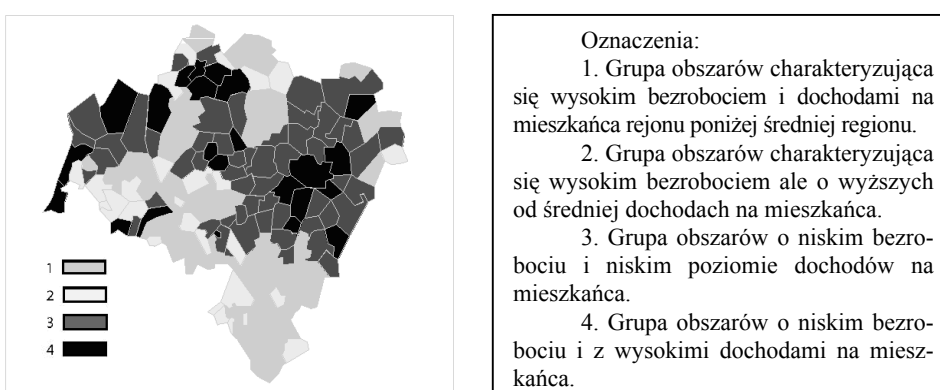 1
2
3
4
Oznaczenia:
1. Grupa obszarów charakteryzująca
się wysokim bezrobociem i dochodami na
mieszkańca rejonu poniżej średniej regionu.
2. Grupa obszarów charakteryzująca
się wysokim bezrobociem ale o wyższych
od średniej dochodach na mieszkańca.
3. Grupa obszarów o niskim bezro-
bociu i niskim poziomie dochodów na
mieszkańca.
4. Grupa obszarów o niskim bezro-
bociu i z wysokimi dochodami na miesz-
kańca.